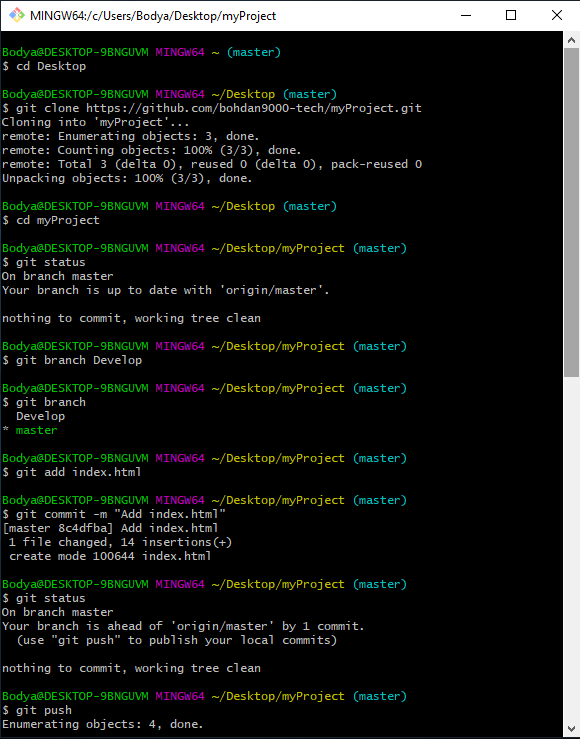 MINGW64:/c/Users/Bodya/Desktop/myProject
Bodya@DESKTOP-9BNGUVM MINGW64 ~ (master)
$ cd Desktop
Bodya@DESKTOP-9BNGUVM MINGW64 ~/Desktop (master)
$ git clone https://github.com/bohdan9000-tech/myProject.git
Cloning into 'myProject'...
remote: Enumerating objects: 3, done.
remote: Counting objects: 100% (3/3), done.
remote: Total 3 (delta 0), reused 0 (delta 0), pack-reused 0
Unpacking objects: 100% (3/3), done.
Bodya@DESKTOP-9BNGUVM MINGW64 ~/Desktop (master)
$ cd myProject
Bodya@DESKTOP-9BNGUVM MINGW64 ~/Desktop/myProject (master)
$ git status
On branch master
Your branch is up to date with 'origin/master'.
nothing to commit, working tree clean
Bodya@DESKTOP-9BNGUVM MINGW64 ~/Desktop/myProject (master)
$ git branch Develop
Bodya@DESKTOP-9BNGUVM MINGW64 ~/Desktop/myProject (master)
$ git branch
  Develop
* master
Bodya@DESKTOP-9BNGUVM MINGW64 ~/Desktop/myProject (master)
$ git add index.html
Bodya@DESKTOP-9BNGUVM MINGW64 ~/Desktop/myProject (master)
$ git commit -m "Add index.html"
[master 8c4dfba] Add index.html
 1 file changed, 14 insertions(+)
 create mode 100644 index.html
Bodya@DESKTOP-9BNGUVM MINGW64 ~/Desktop/myProject (master)
$ git status
On branch master
Your branch is ahead of 'origin/master' by 1 commit.
  (use "git push" to publish your local commits)
nothing to commit, working tree clean
Bodya@DESKTOP-9BNGUVM MINGW64 ~/Desktop/myProject (master)
$ git push
Enumerating objects: 4, done.